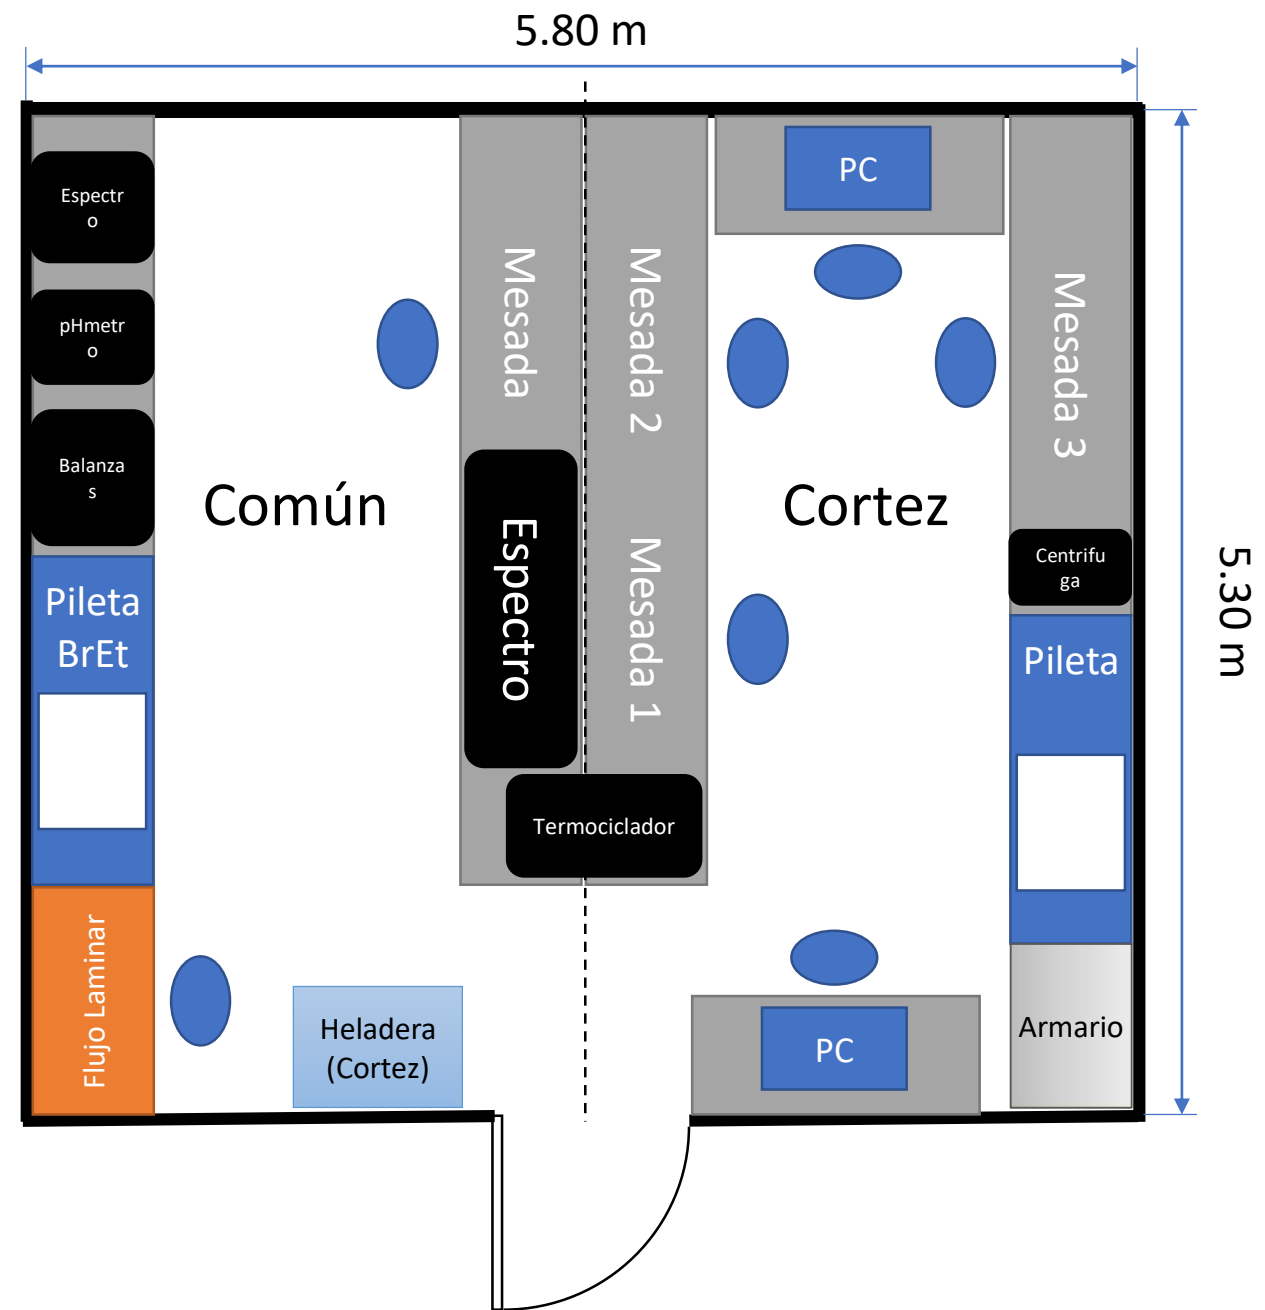 5.80 m
Espectr
o
pHmetr
o
Balanza
s
Pileta
BrEt
Flujo Laminar
Común
Heladera
(Cortez)
Mesada
Espectro
Mesada 2
Mesada 1
Termociclador
PC
Cortez
PC
Mesada 3
Centrifu
ga
Pileta
Armario
5.30 m